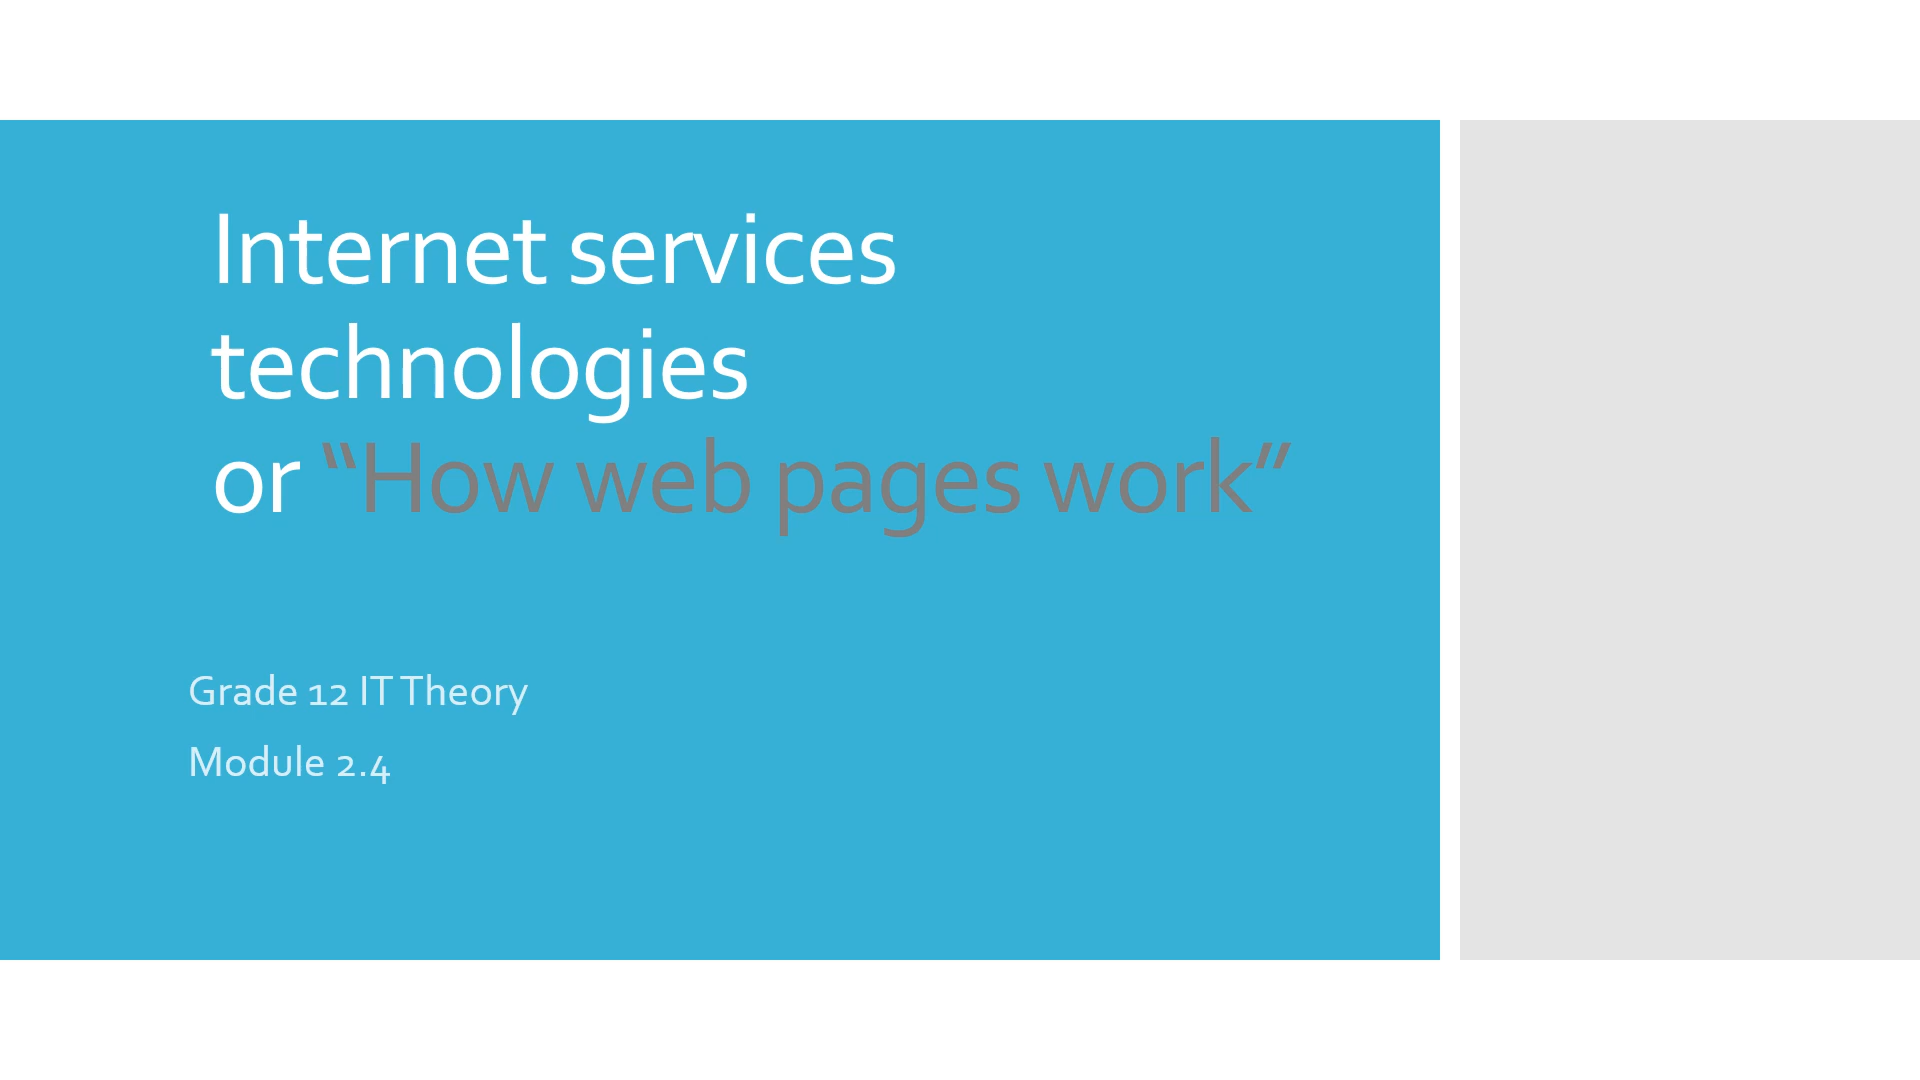 Internet services
technologies
or “How web pages work”
Grade 12 IT Theory
Module 2.4